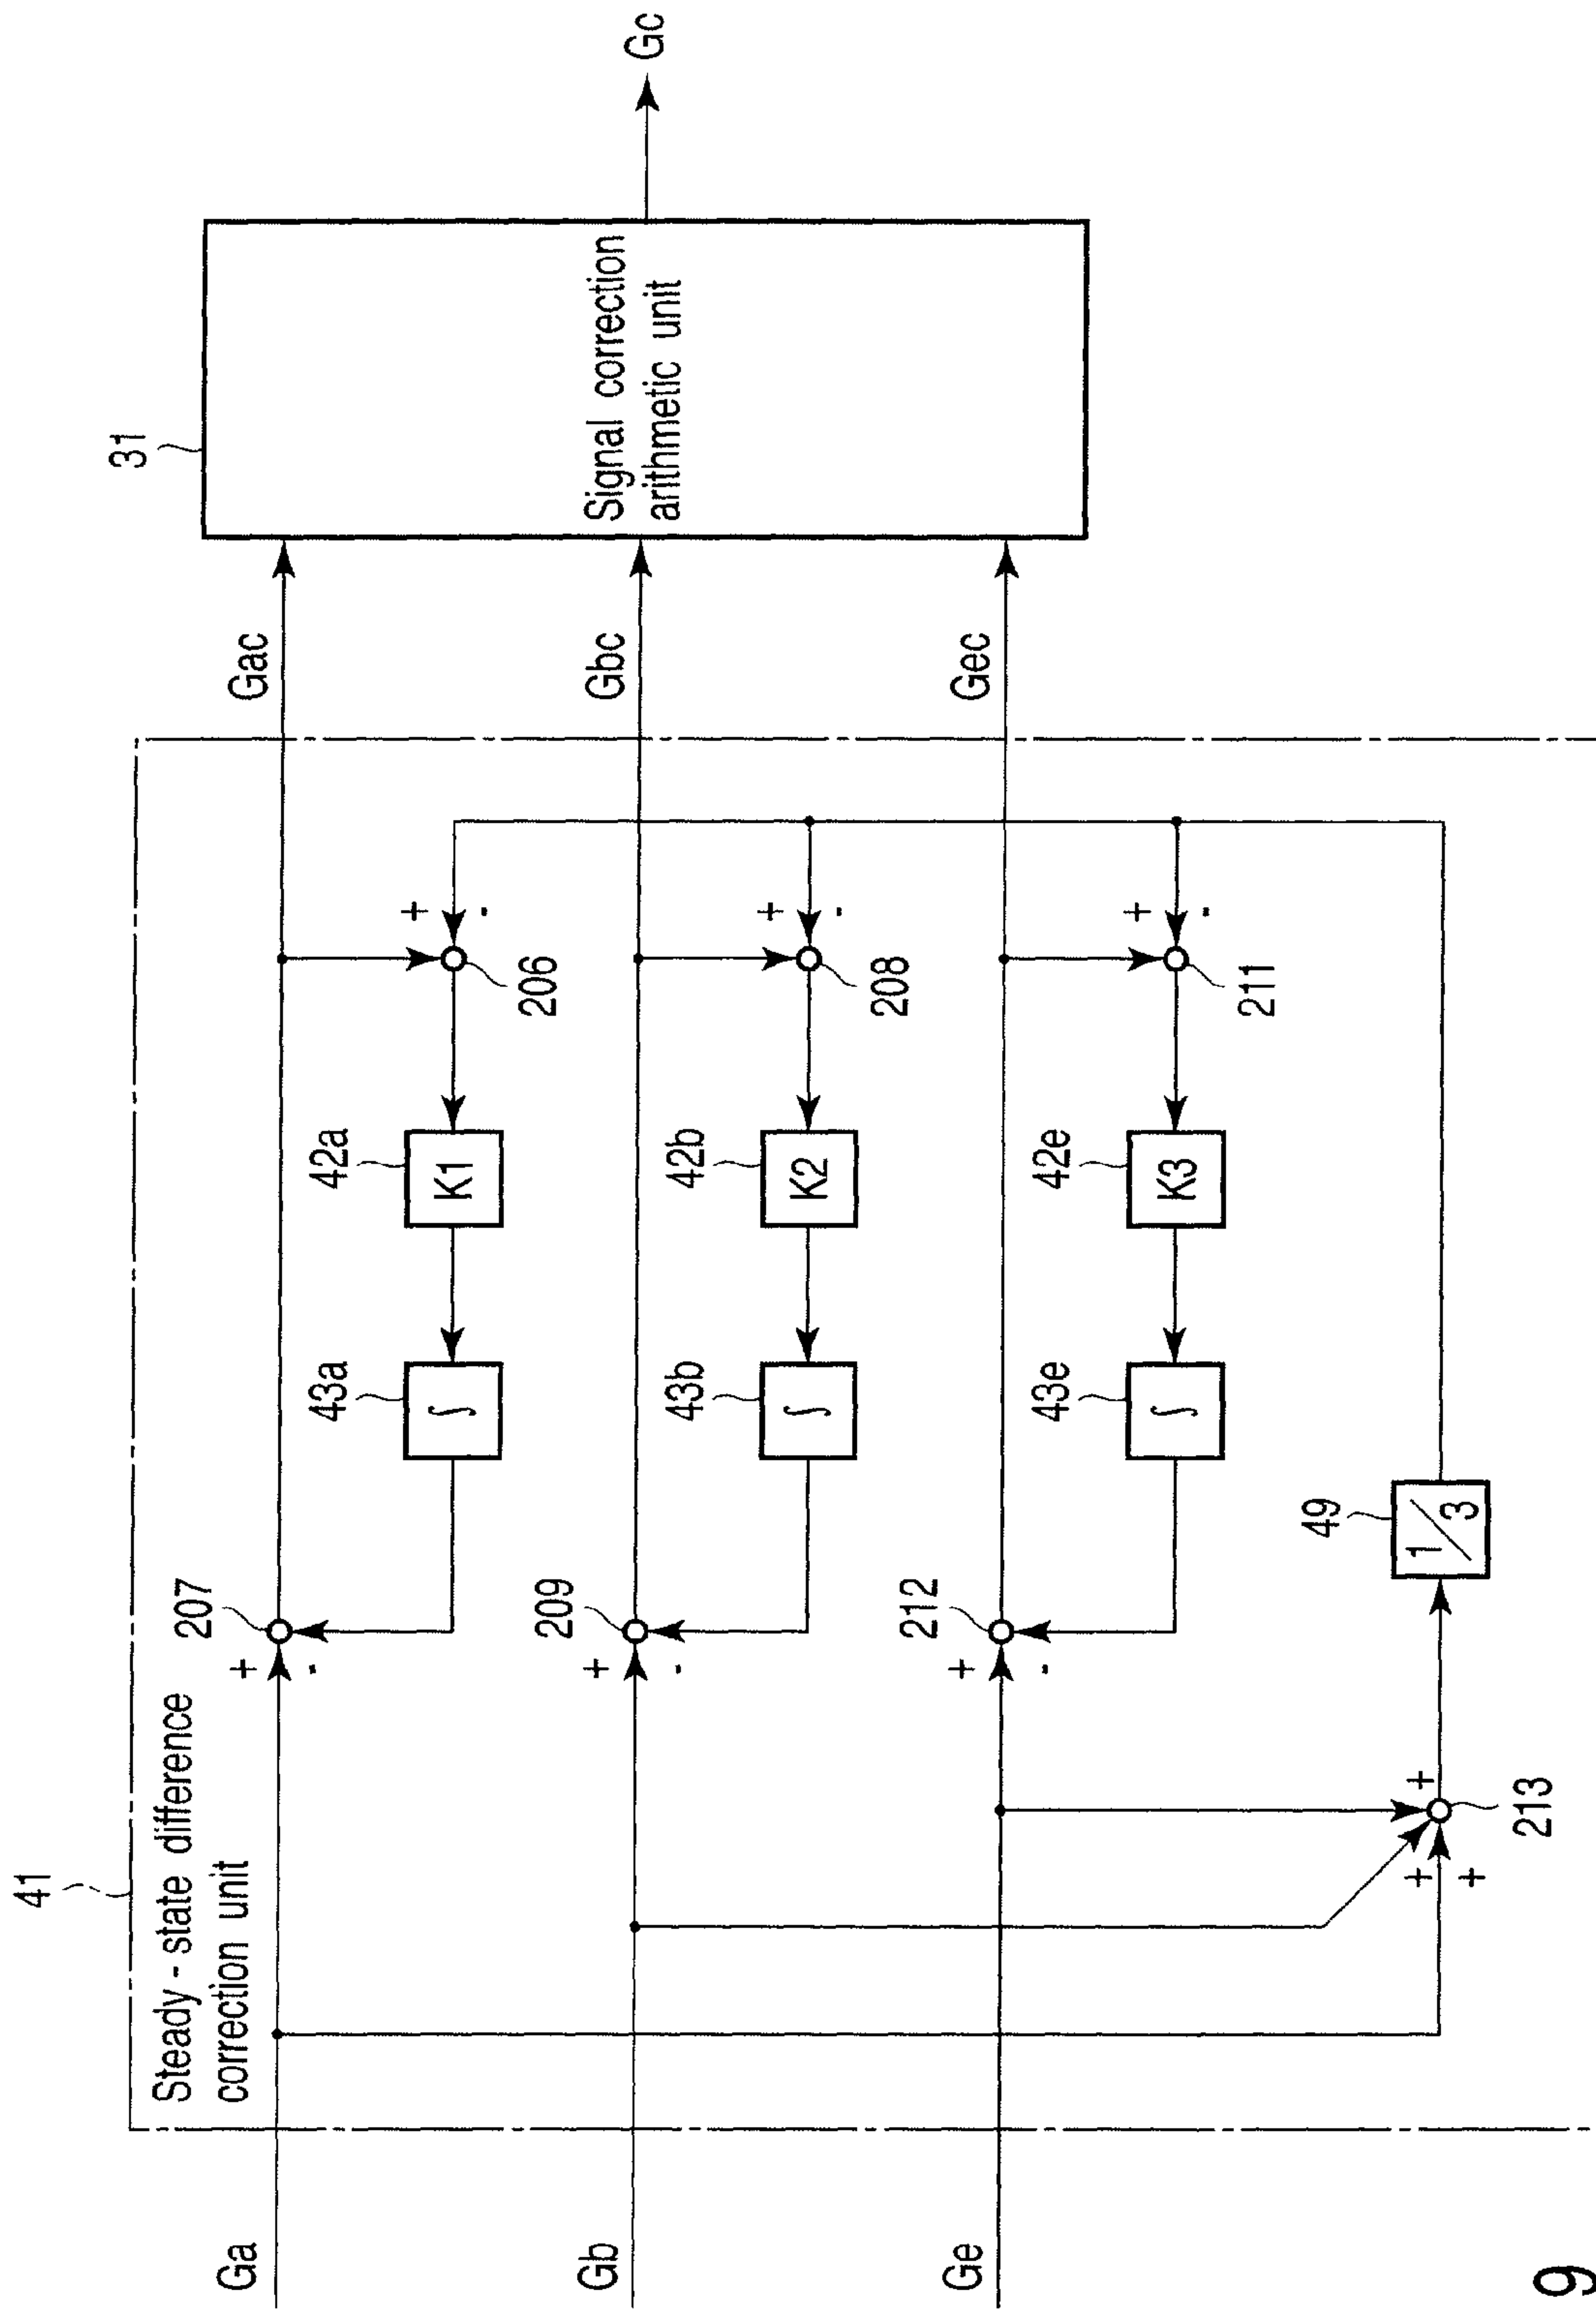 41
Steady - state difference
correction unit
31
Signal correction
arithmetic unit
Ga
Gac
Gc
+
-
207
+
-
206
43a
∫
42a
K1
Gb
Gbc
+
-
209
+
-
208
43b
∫
42b
K2
Ge
Gec
+
-
212
+
-
211
43e
∫
42e
K3
+
+
+
213
49
1/3
9